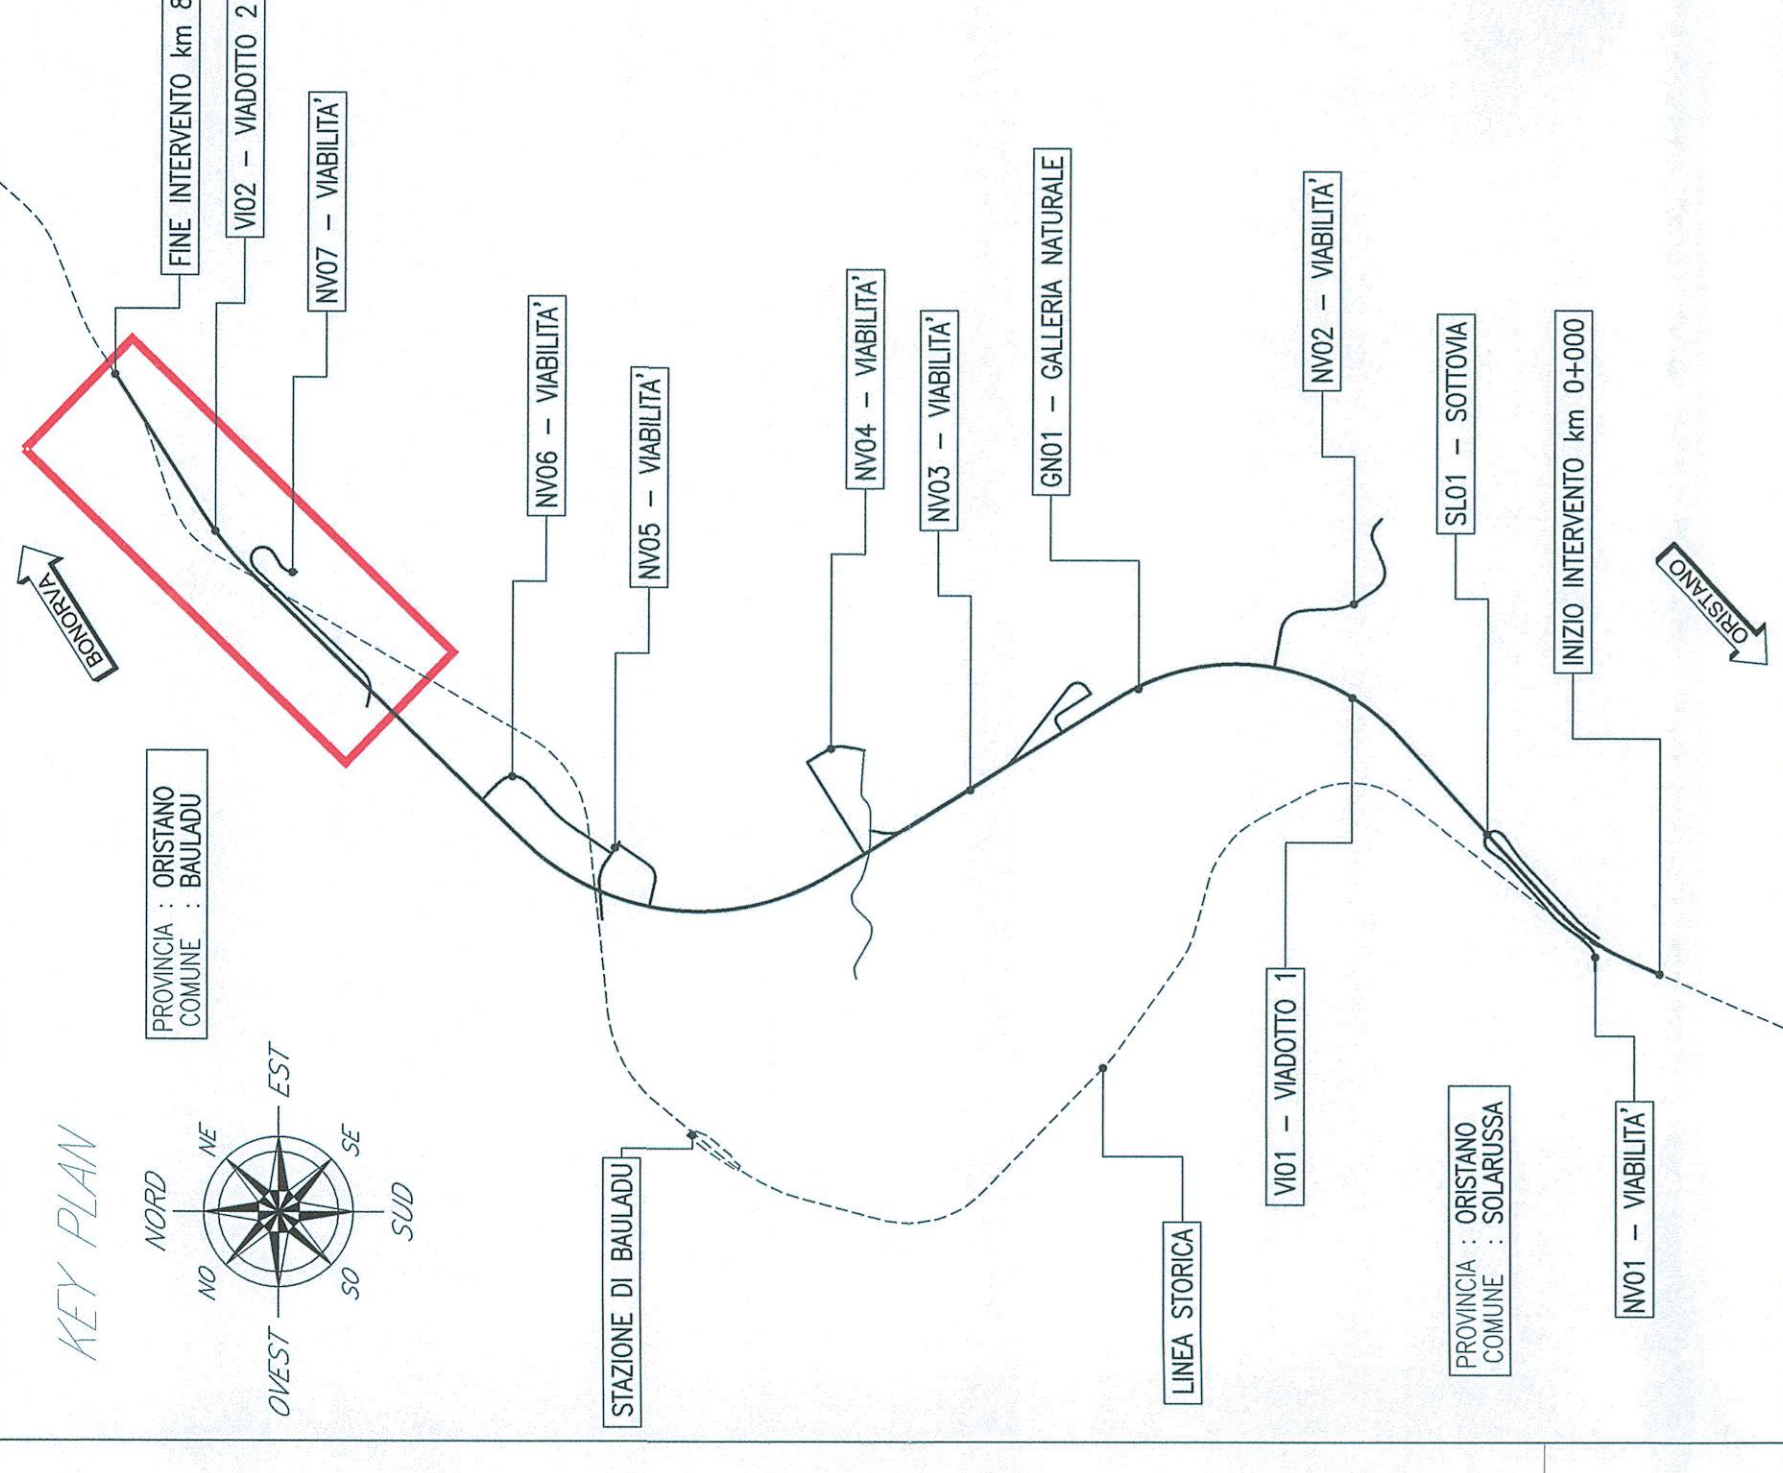 KEY PLAN
NORD
NE
EST
SE
SUD
SO
OVEST
NO
PROVINCIA : ORISTANO
COMUNE : BAULADU
BONORVA
FINE INTERVENTO km 8
VI02 – VIADOTTO 2
NV07 – VIABILITA'
NV06 – VIABILITA'
NV05 – VIABILITA'
STAZIONE DI BAULADU
NV04 – VIABILITA'
NV03 – VIABILITA'
GN01 – GALLERIA NATURALE
LINEA STORICA
NV02 – VIABILITA'
VI01 – VIADOTTO 1
SL01 – SOTTOVIA
PROVINCIA : ORISTANO
COMUNE : SOLARUSSA
INIZIO INTERVENTO km 0+000
NV01 – VIABILITA'
ORISTANO